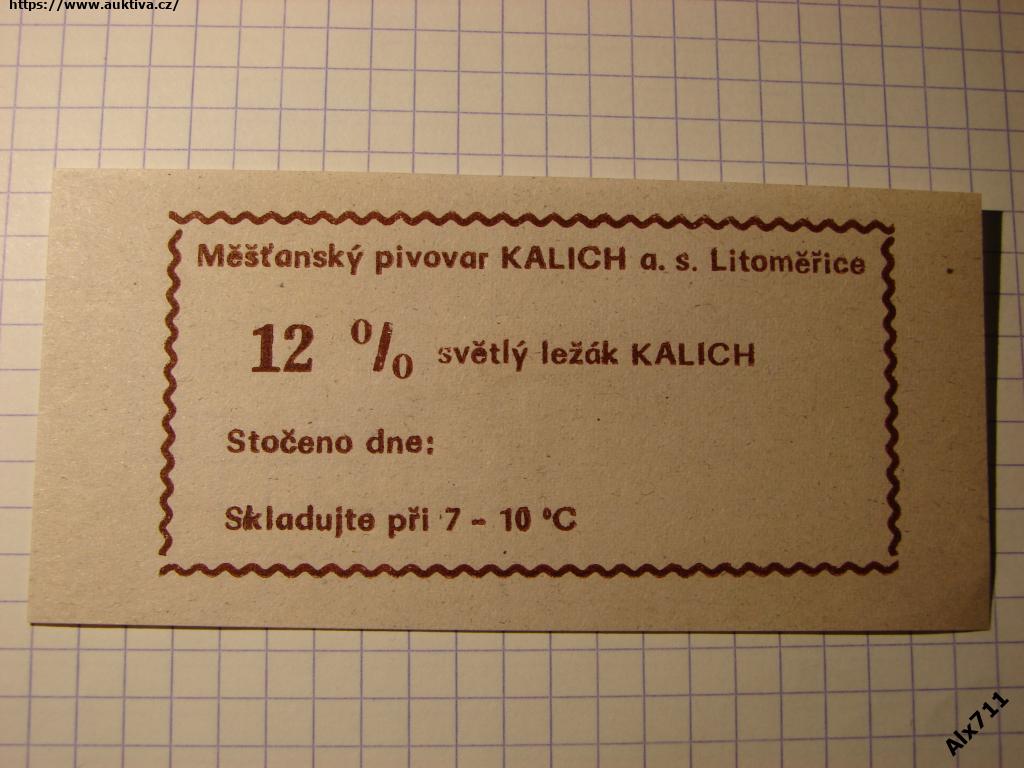 https://www.auktiva.cz/
Měšťanský pivovar KALICH a. s. Litoměřice
12 % světlý ležák KALICH
Stočeno dne:
Skladujte při 7 - 10 °C
Alx711